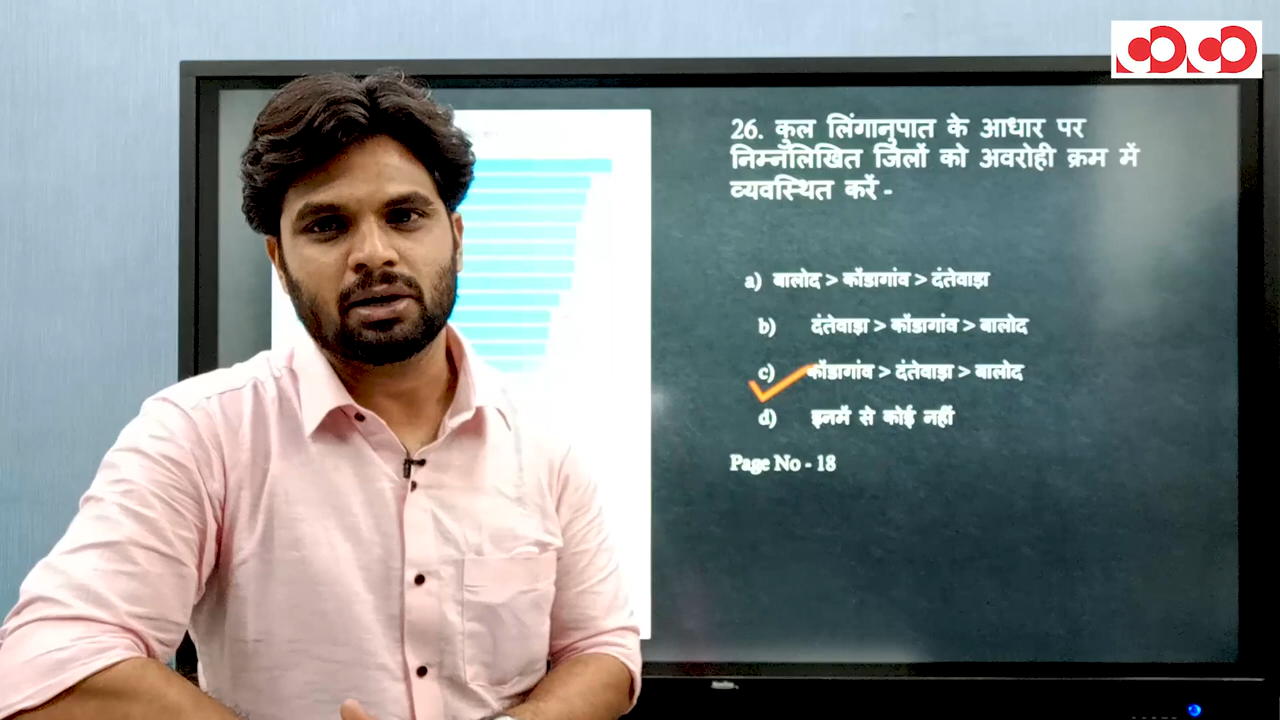 26. कुल लिंगानुपात के आधार पर
निम्नलिखित जिलों को अवरोही क्रम में
व्यवस्थित करें -
a) बालोद > कोंडागांव > दंतेवाड़ा
b) दंतेवाड़ा > कोंडागांव > बालोद
c) कोंडागांव > दंतेवाड़ा > बालोद
d) इनमें से कोई नहीं
Page No - 18